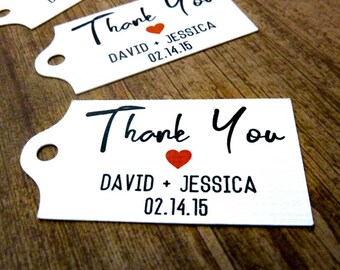 Thank You
DAVID + JESSICA
02.14.15
Thank You
DAVID + JESSICA
02.14.15